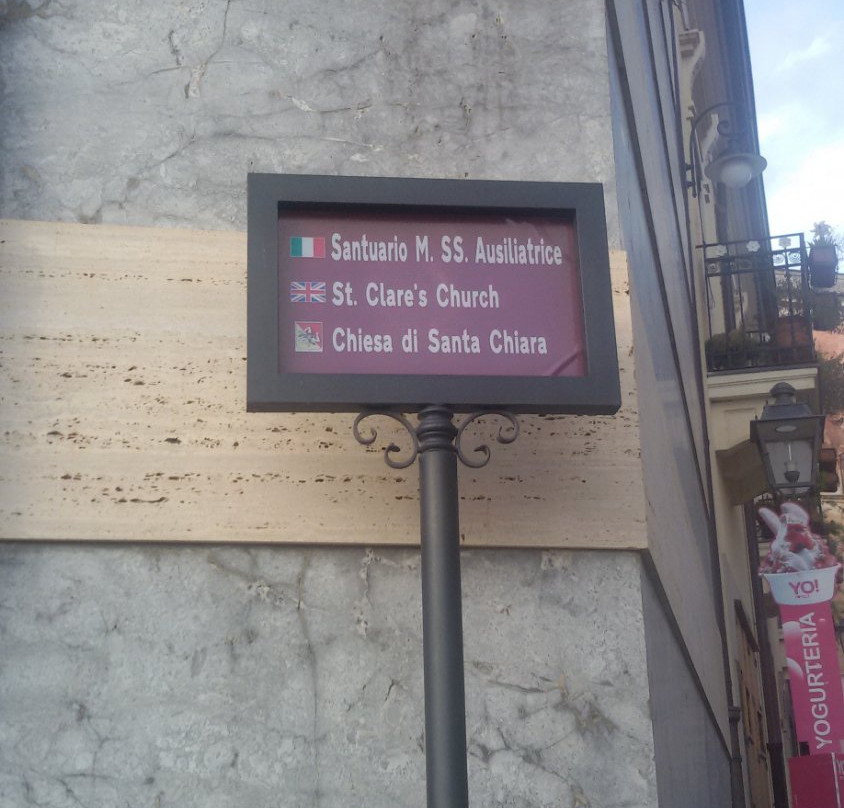 Santuario M. SS. Ausiliatrice
St. Clare's Church
Chiesa di Santa Chiara
YO!
YOGURTERIA